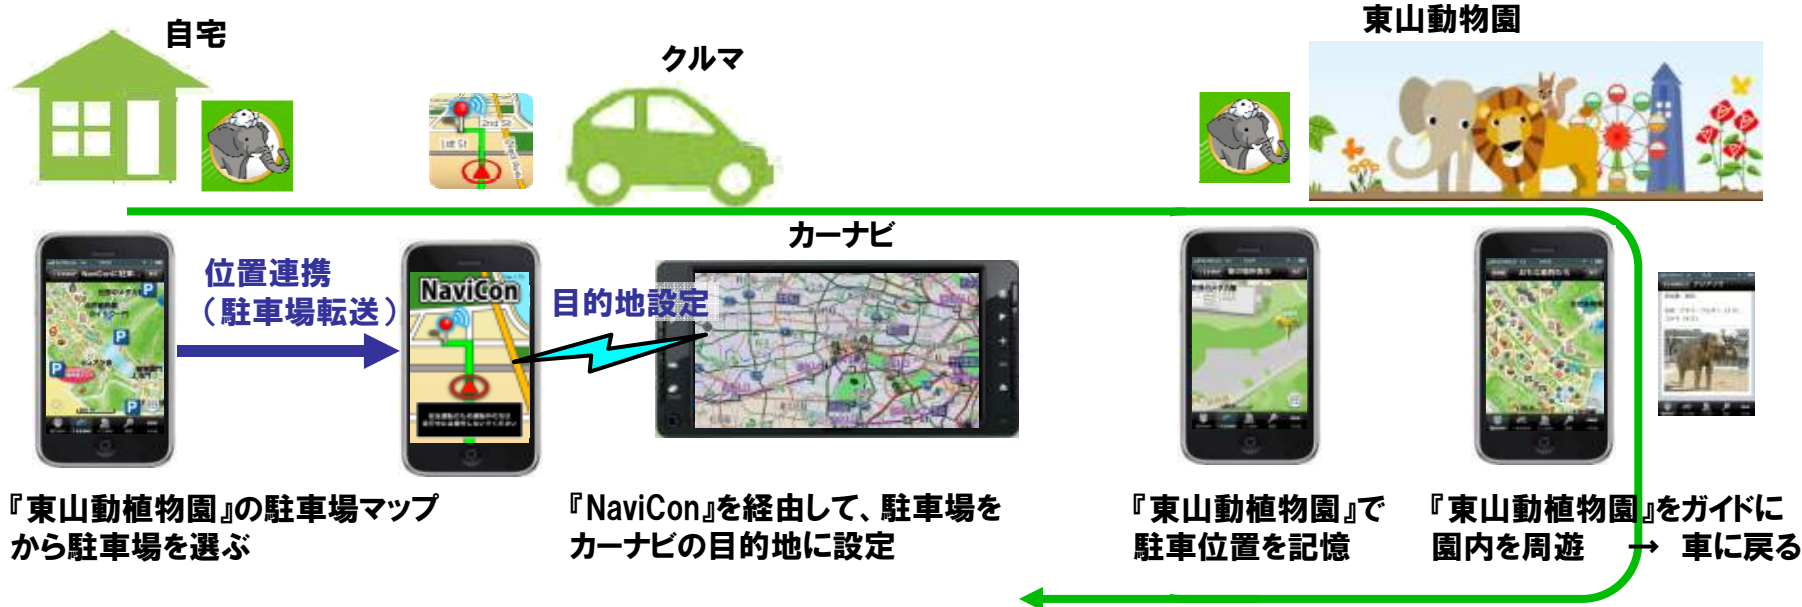 自宅
クルマ
東山動物園
2nd St
1st St
カーナビ
位置連携
（駐車場転送）
NaviCon
目的地設定
『東山動植物園』の駐車場マップ
から駐車場を選ぶ
『NaviCon』を経由して、駐車場を
カーナビの目的地に設定
『東山動植物園』で
駐車位置を記憶
『東山動植物園』をガイドに
園内を周遊　→　車に戻る